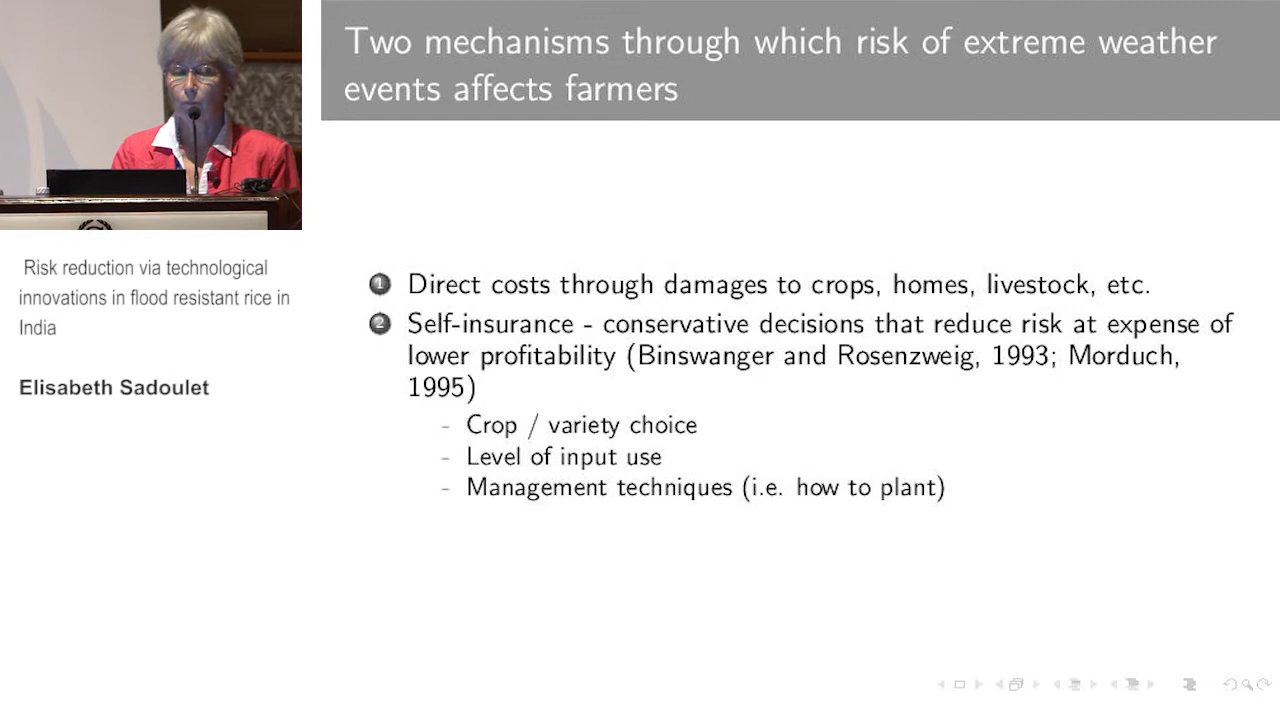 Two mechanisms through which risk of extreme weather
events affects farmers
Risk reduction via technological
innovations in flood resistant rice in
India
Elisabeth Sadoulet
1 Direct costs through damages to crops, homes, livestock, etc.
2 Self-insurance - conservative decisions that reduce risk at expense of
lower profitability (Binswanger and Rosenzweig, 1993; Morduch,
1995)
- Crop / variety choice
- Level of input use
- Management techniques (i.e. how to plant)